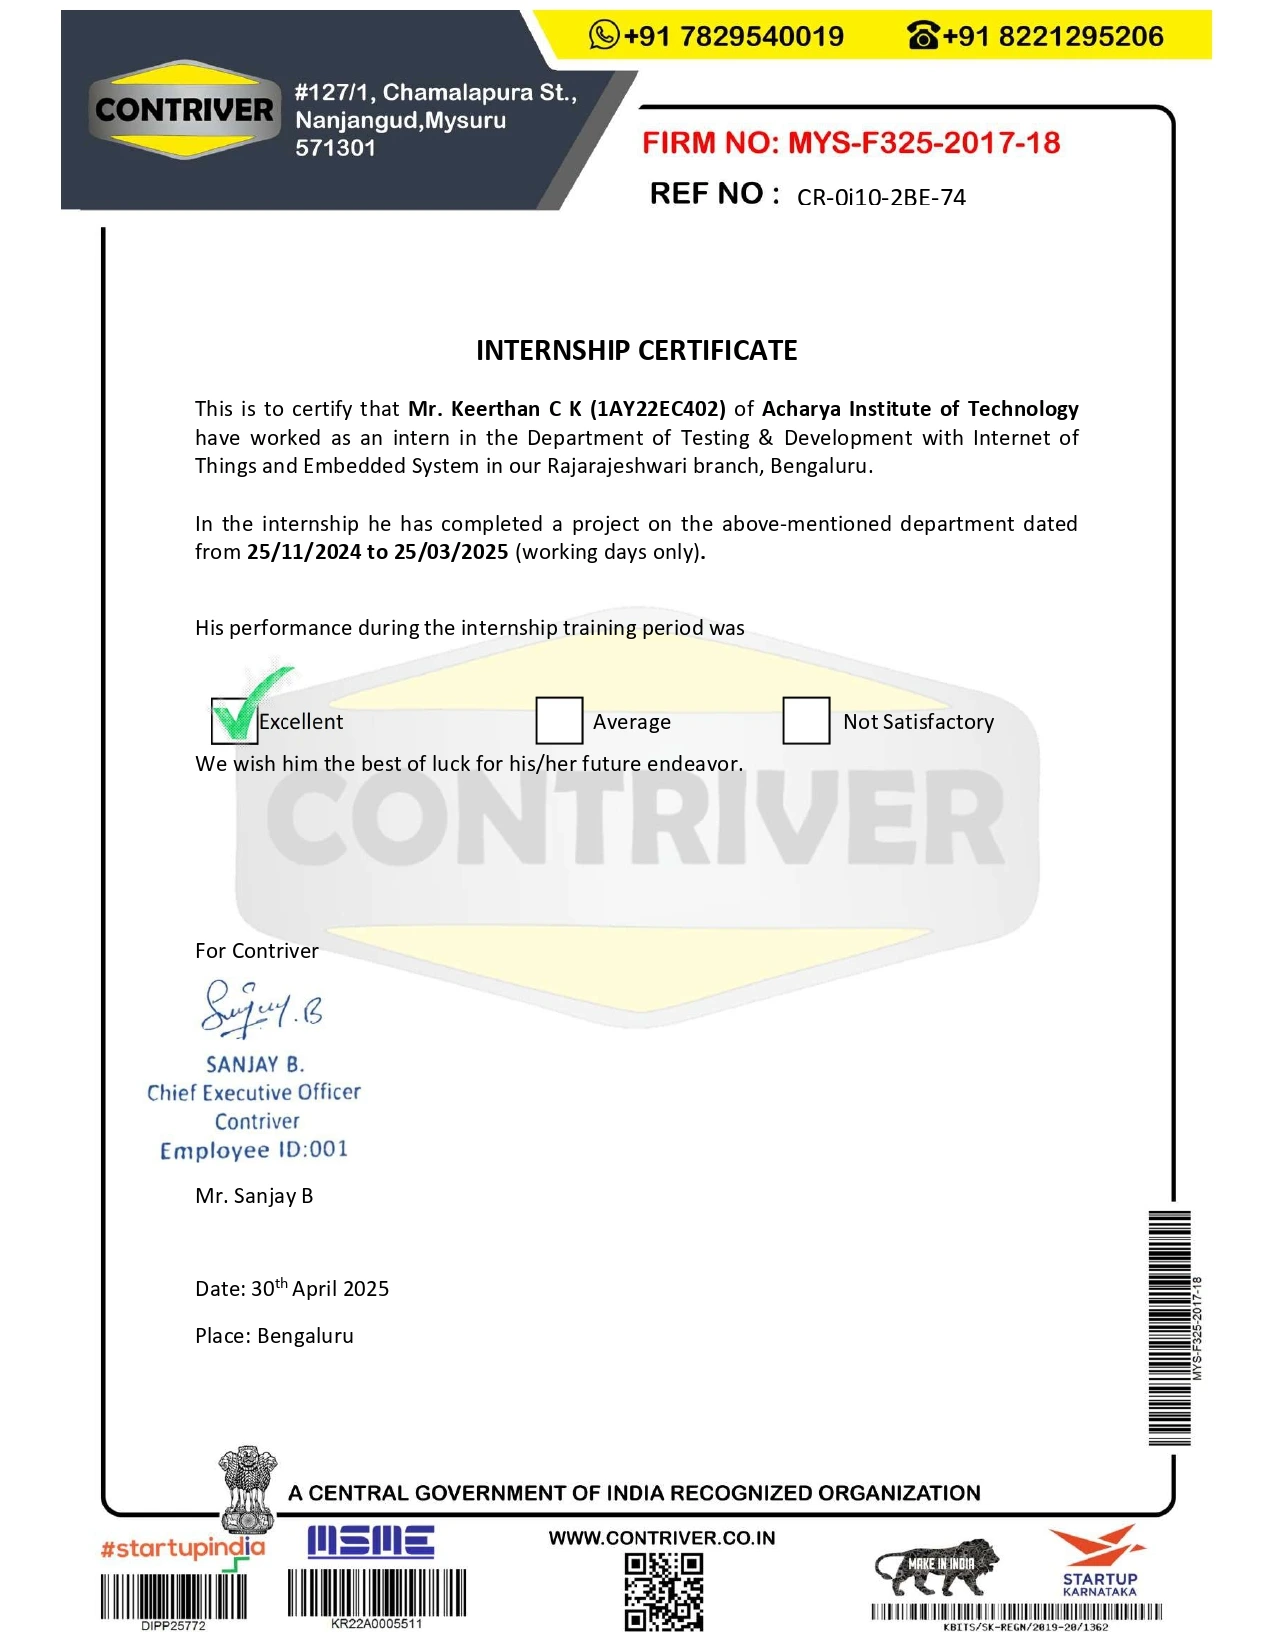 +91 7829540019 +91 8221295206
CONTRIVER
#127/1, Chamalapura St.,
Nanjangud,Mysuru
571301
FIRM NO: MYS-F325-2017-18
REF NO : CR-0i10-2BE-74
INTERNSHIP CERTIFICATE
This is to certify that Mr. Keerthan C K (1AY22EC402) of Acharya Institute of Technology
have worked as an intern in the Department of Testing & Development with Internet of
Things and Embedded System in our Rajarajeshwari branch, Bengaluru.
In the internship he has completed a project on the above-mentioned department dated
from 25/11/2024 to 25/03/2025 (working days only).
His performance during the internship training period was
Excellent Average Not Satisfactory
We wish him the best of luck for his/her future endeavor.
CONTRIVER
For Contriver
Sanjay.B
SANJAY B.
Chief Executive Officer
Contriver
Employee ID:001
Mr. Sanjay B
Date: 30th April 2025
Place: Bengaluru
MYS-F325-2017-18
A CENTRAL GOVERNMENT OF INDIA RECOGNIZED ORGANIZATION
#startupindia
MSME
WWW.CONTRIVER.CO.IN
MAKE IN INDIA
STARTUP
KARNATAKA
DIPP25772
KR22A0005511
KBITS/SK-REGN/2019-20/1362